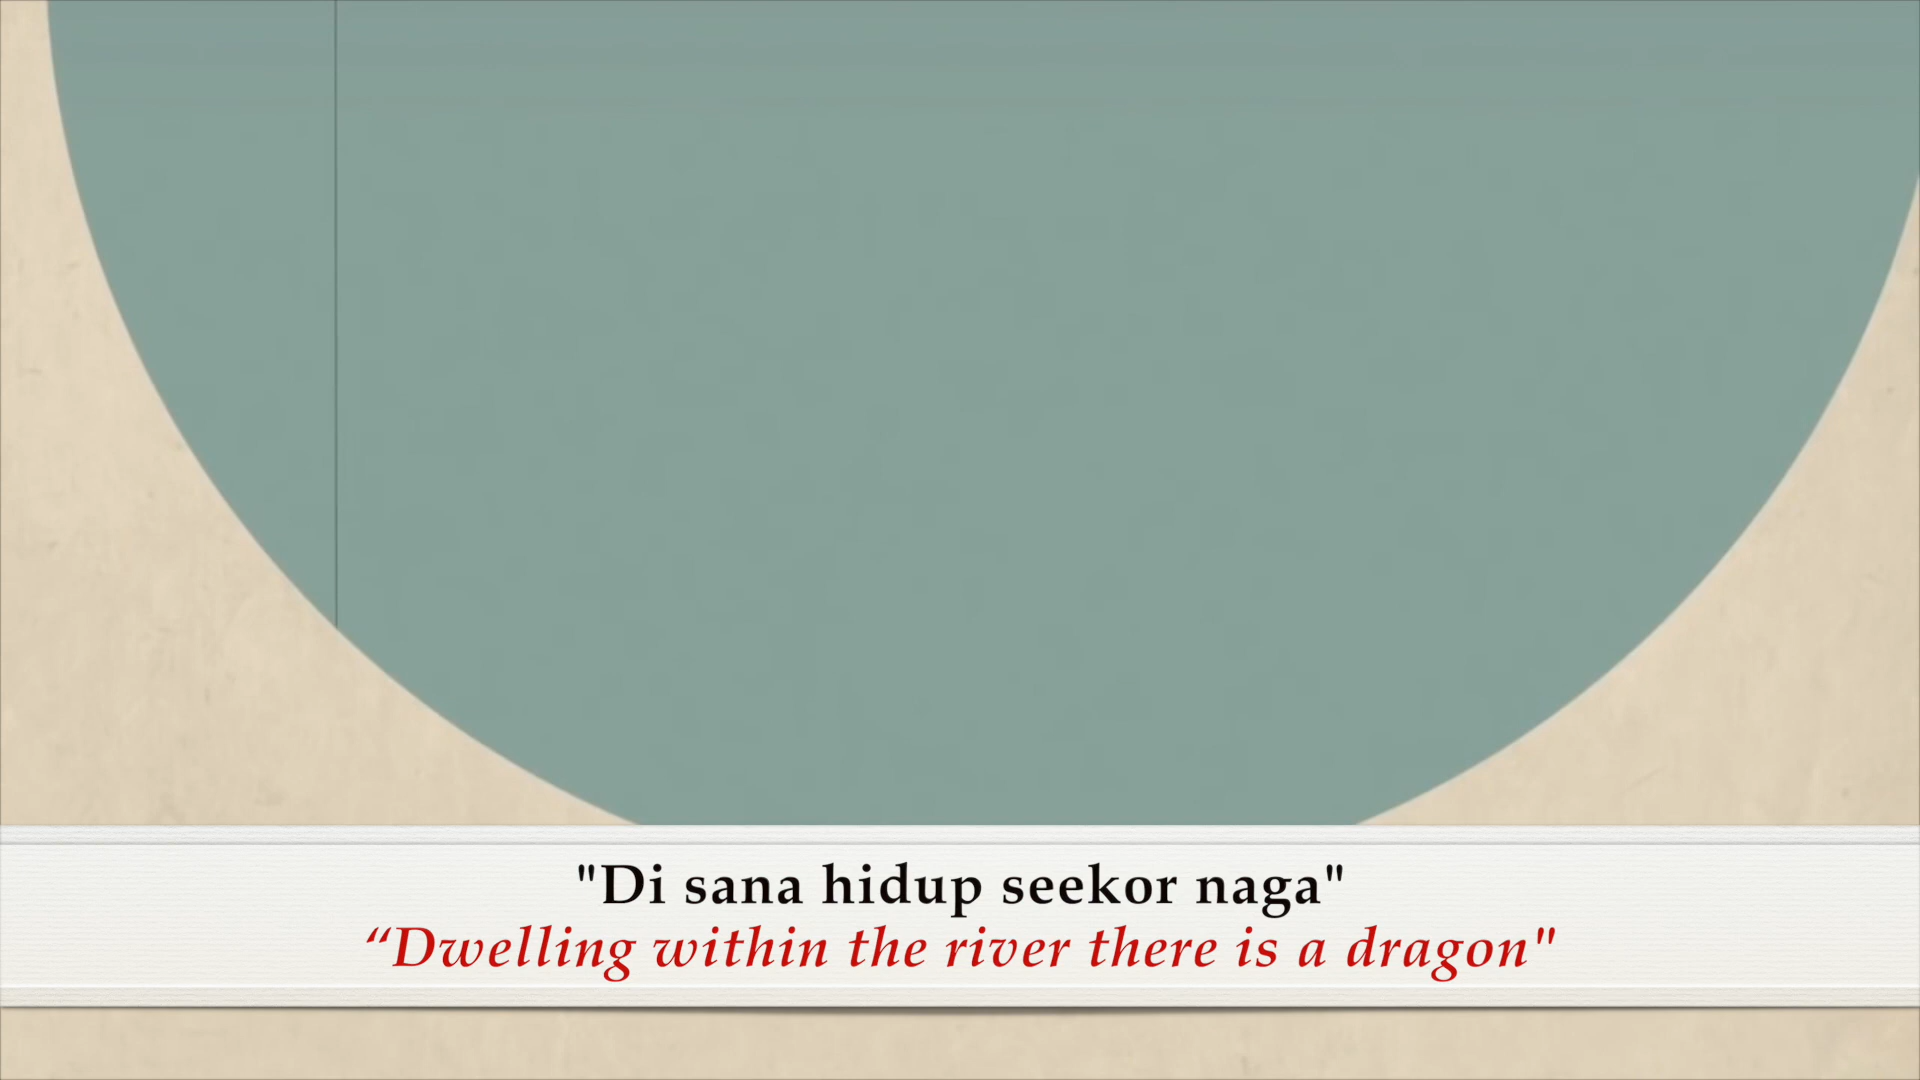 "Di sana hidup seekor naga"
“Dwelling within the river there is a dragon"